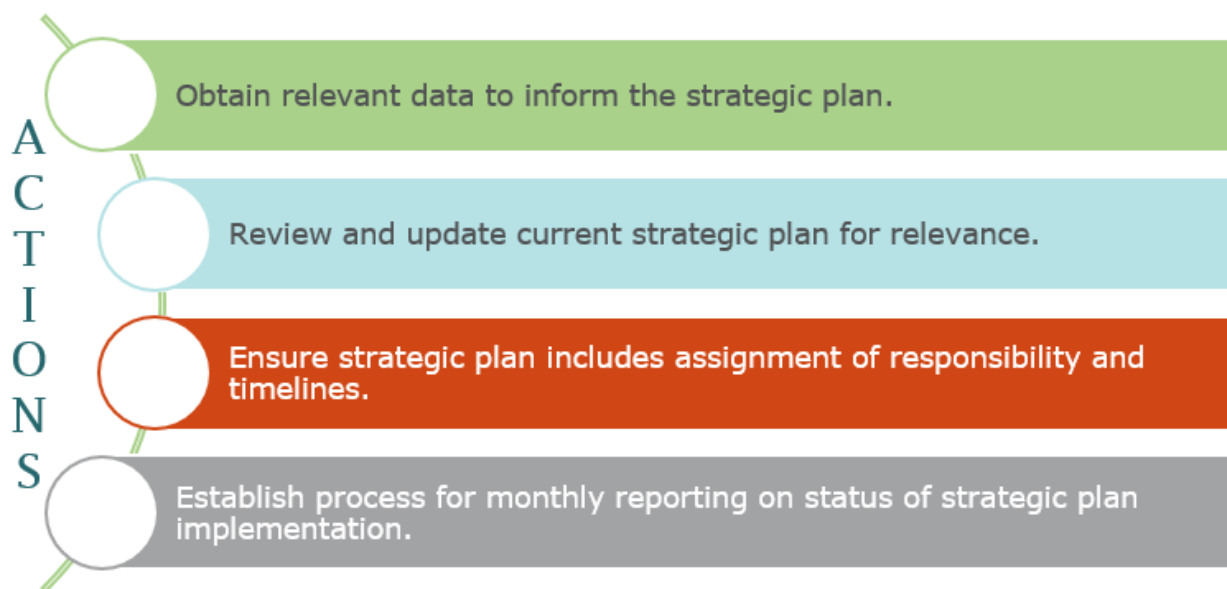 ACTIONS
Obtain relevant data to inform the strategic plan.
Review and update current strategic plan for relevance.
Ensure strategic plan includes assignment of responsibility and
timelines.
Establish process for monthly reporting on status of strategic plan
implementation.